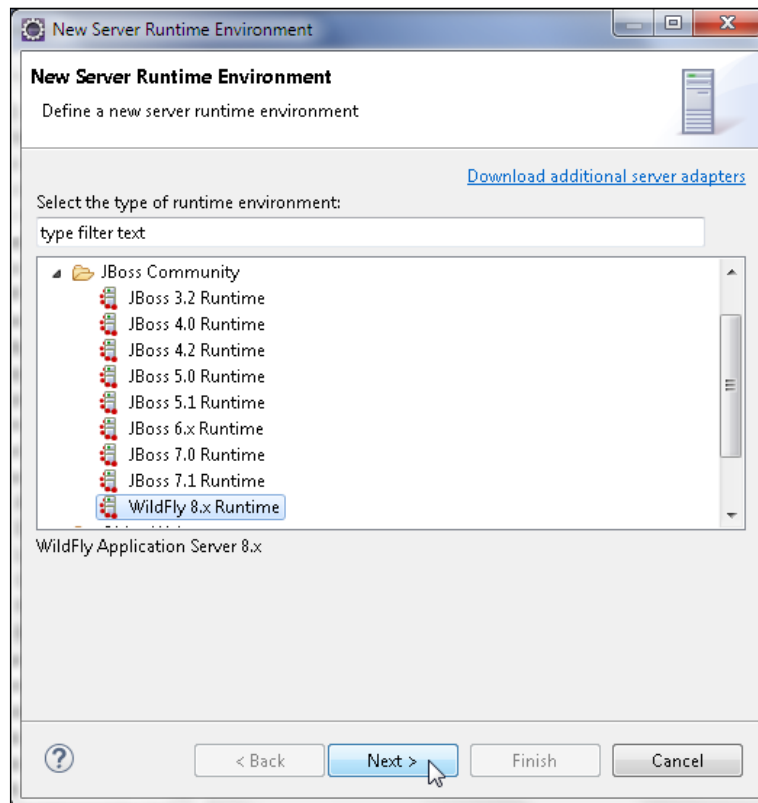 New Server Runtime Environment
New Server Runtime Environment
Define a new server runtime environment
Download additional server adapters
Select the type of runtime environment:
type filter text
JBoss Community
JBoss 3.2 Runtime
JBoss 4.0 Runtime
JBoss 4.2 Runtime
JBoss 5.0 Runtime
JBoss 5.1 Runtime
JBoss 6.x Runtime
JBoss 7.0 Runtime
JBoss 7.1 Runtime
WildFly 8.x Runtime
WildFly Application Server 8.x
? < Back Next > Finish Cancel